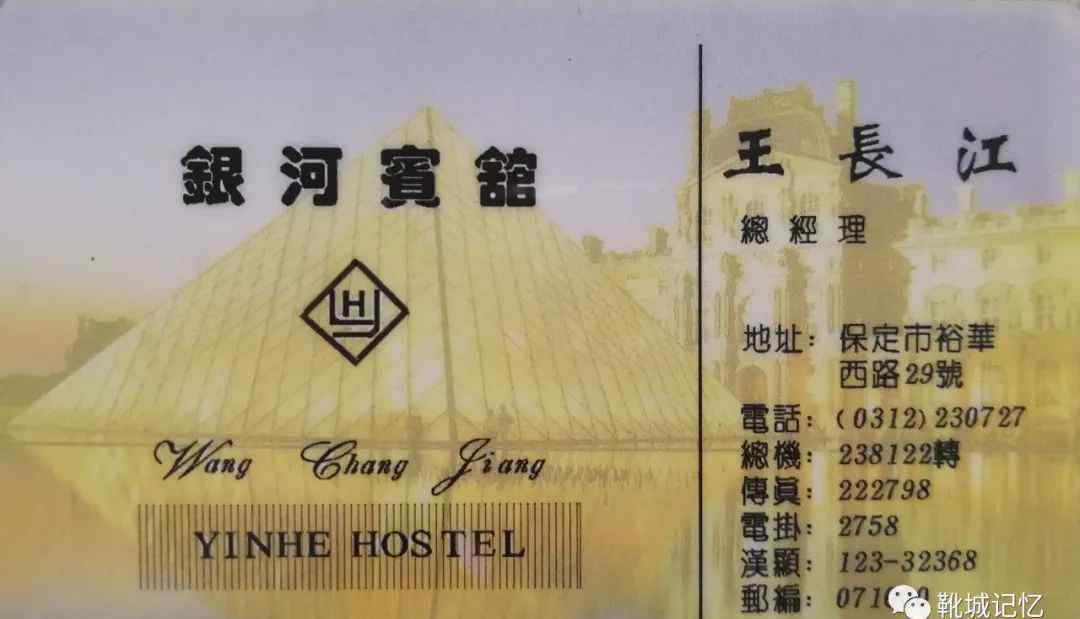 銀河賓舘
YH
Wang Chang Jiang
YINHE HOSTEL
王長江
總經理
地址：保定市裕華
西路29號
電話：(0312)230727
總機：238122轉
傳眞：222798
電掛：2758
漢顯：123-32368
郵編：
靴城记忆